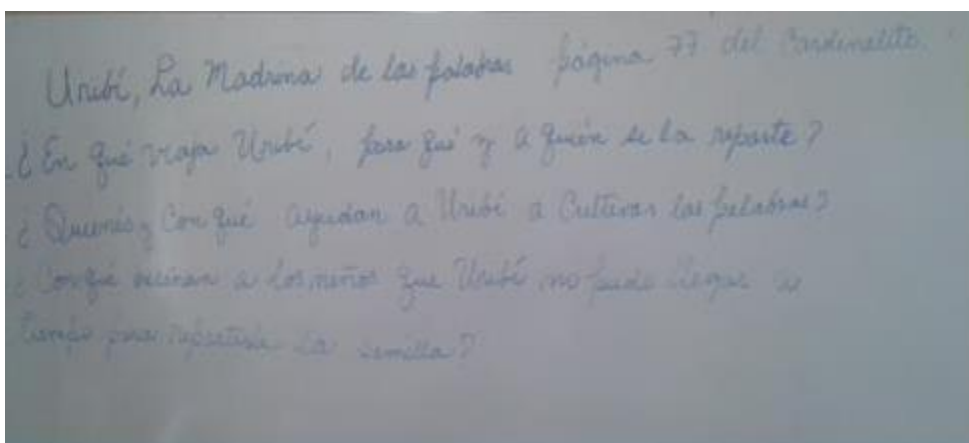 Uribí, La Madrina de las palabras página 77 del Cardenalito.
¿En qué viaja Uribí, para qué y a quién se la reparte?
¿Quienes y con qué ayudan a Uribí a Cultivar las palabras?
¿Con qué a los niños que Uribí no pudo llegar a
tiempo para repartirle la semilla?